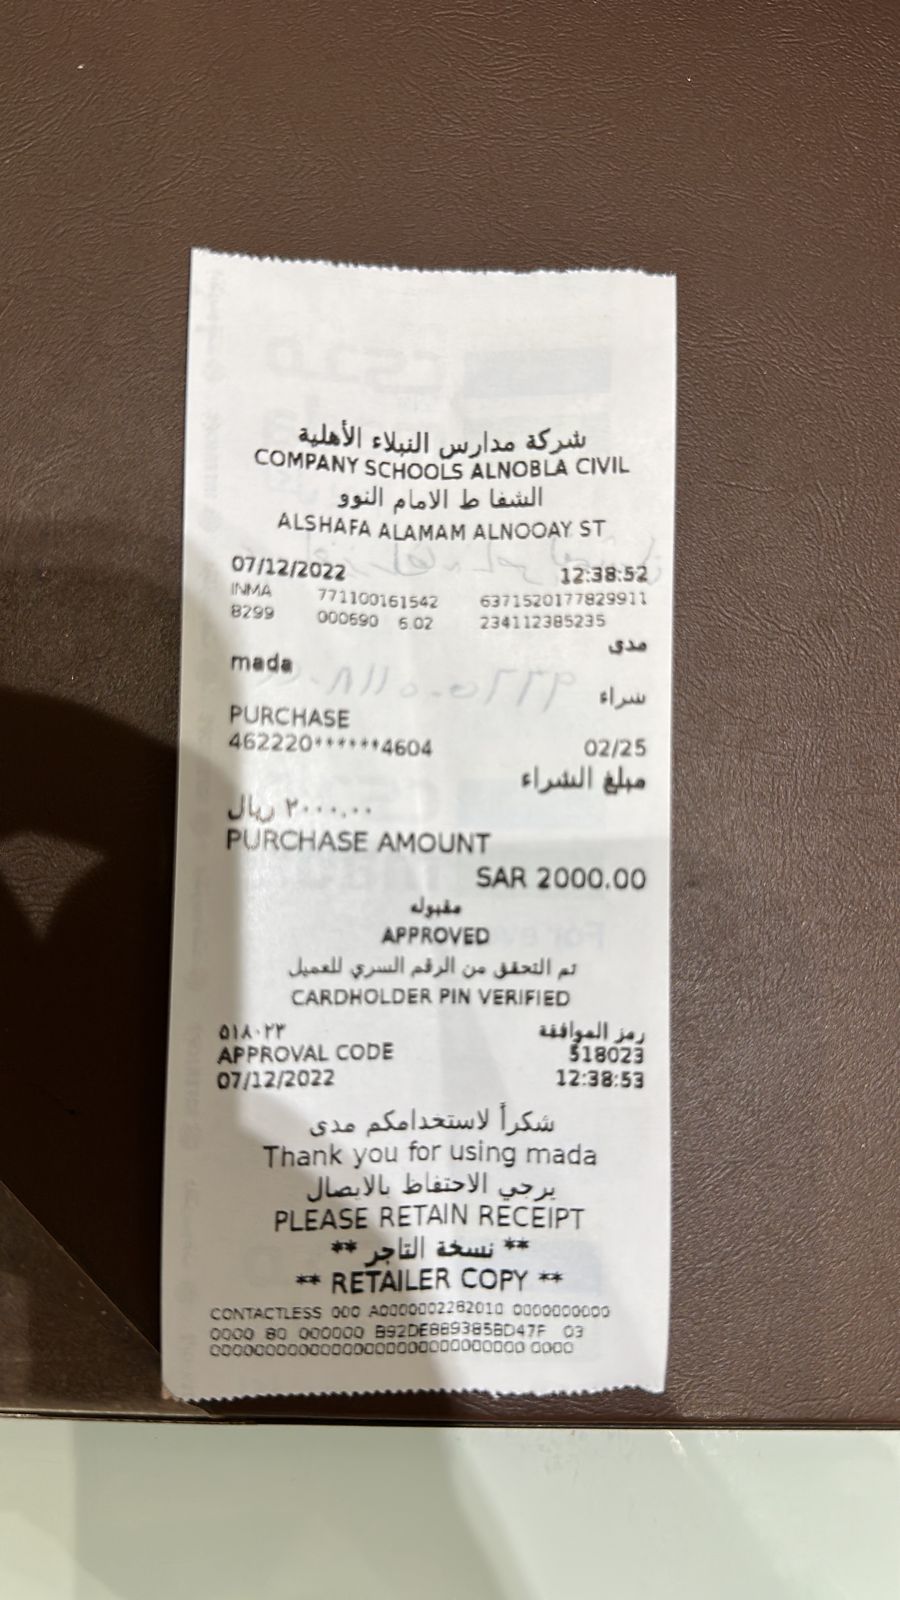 شركة مدارس النبلاء الأهلية
COMPANY SCHOOLS ALNOBLA CIVIL
الشفا ط الامام النوو
ALSHAFA ALAMAM ALNOOAY ST
07/12/2022 12:38:52
INMA 771100161542 6371520177829911
8299 000690 6.02 234112385235
مدى
mada
شراء
PURCHASE
462220******4604 02/25
مبلغ الشراء
٢٠٠٠.٠٠ ريال
PURCHASE AMOUNT
SAR 2000.00
مقبوله
APPROVED
تم التحقق من الرقم السري للعميل
CARDHOLDER PIN VERIFIED
رمز الموافقة ٥١٨٠٢٣
APPROVAL CODE 518023
07/12/2022 12:38:53
شكراً لاستخدامكم مدى
Thank you for using mada
يرجي الاحتفاظ بالايصال
PLEASE RETAIN RECEIPT
** نسخة التاجر **
** RETAILER COPY **
CONTACTLESS 000 A0000002282010 0000000000
0000 80 000000 B92DE889385BD47F 03